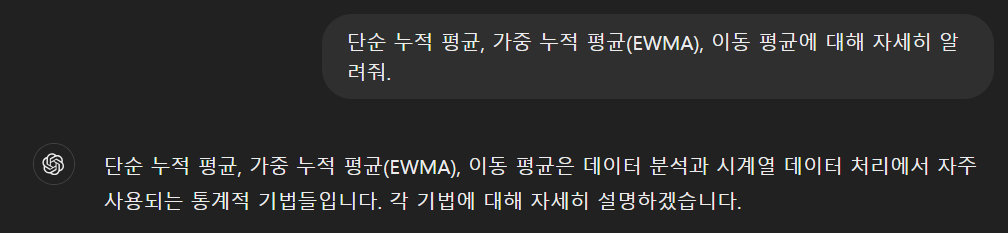 단순 누적 평균, 가중 누적 평균(EWMA), 이동 평균에 대해 자세히 알
려줘.
단순 누적 평균, 가중 누적 평균(EWMA), 이동 평균은 데이터 분석과 시계열 데이터 처리에서 자주
사용되는 통계적 기법들입니다. 각 기법에 대해 자세히 설명하겠습니다.